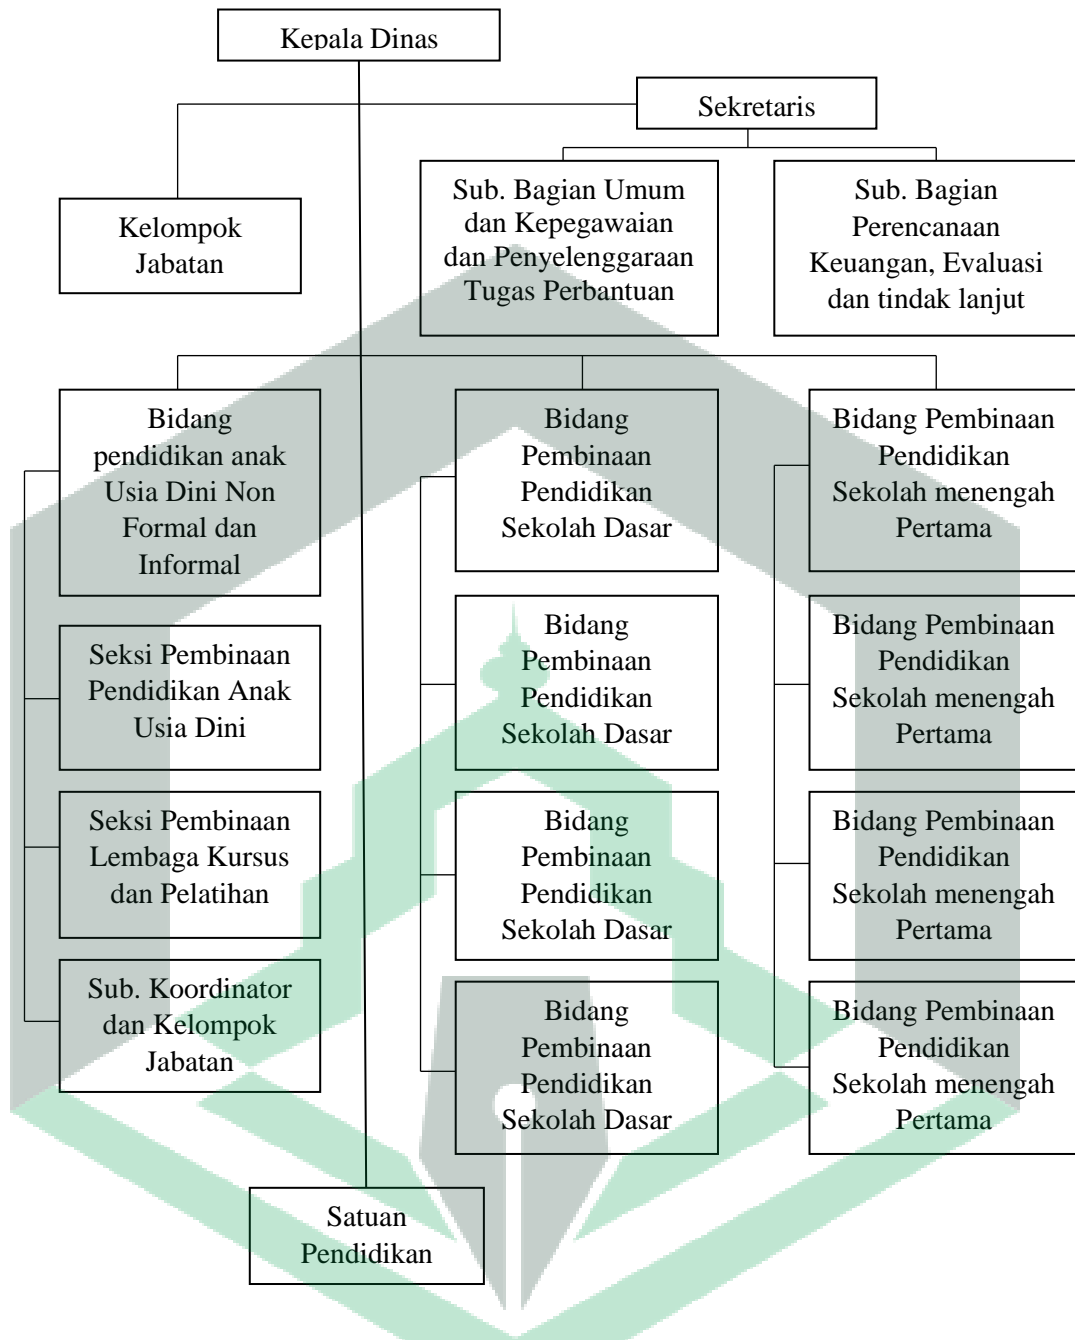 Kepala Dinas
Sekretaris
Kelompok
Jabatan
Sub. Bagian Umum
dan Kepegawaian
dan Penyelenggaraan
Tugas Perbantuan
Sub. Bagian
Perencanaan
Keuangan, Evaluasi
dan tindak lanjut
Bidang
pendidikan anak
Usia Dini Non
Formal dan
Informal
Seksi Pembinaan
Pendidikan Anak
Usia Dini
Seksi Pembinaan
Lembaga Kursus
dan Pelatihan
Sub. Koordinator
dan Kelompok
Jabatan
Bidang
Pembinaan
Pendidikan
Sekolah Dasar
Bidang
Pembinaan
Pendidikan
Sekolah Dasar
Bidang
Pembinaan
Pendidikan
Sekolah Dasar
Bidang
Pembinaan
Pendidikan
Sekolah Dasar
Bidang Pembinaan
Pendidikan
Sekolah menengah
Pertama
Bidang Pembinaan
Pendidikan
Sekolah menengah
Pertama
Bidang Pembinaan
Pendidikan
Sekolah menengah
Pertama
Bidang Pembinaan
Pendidikan
Sekolah menengah
Pertama
Satuan
Pendidikan